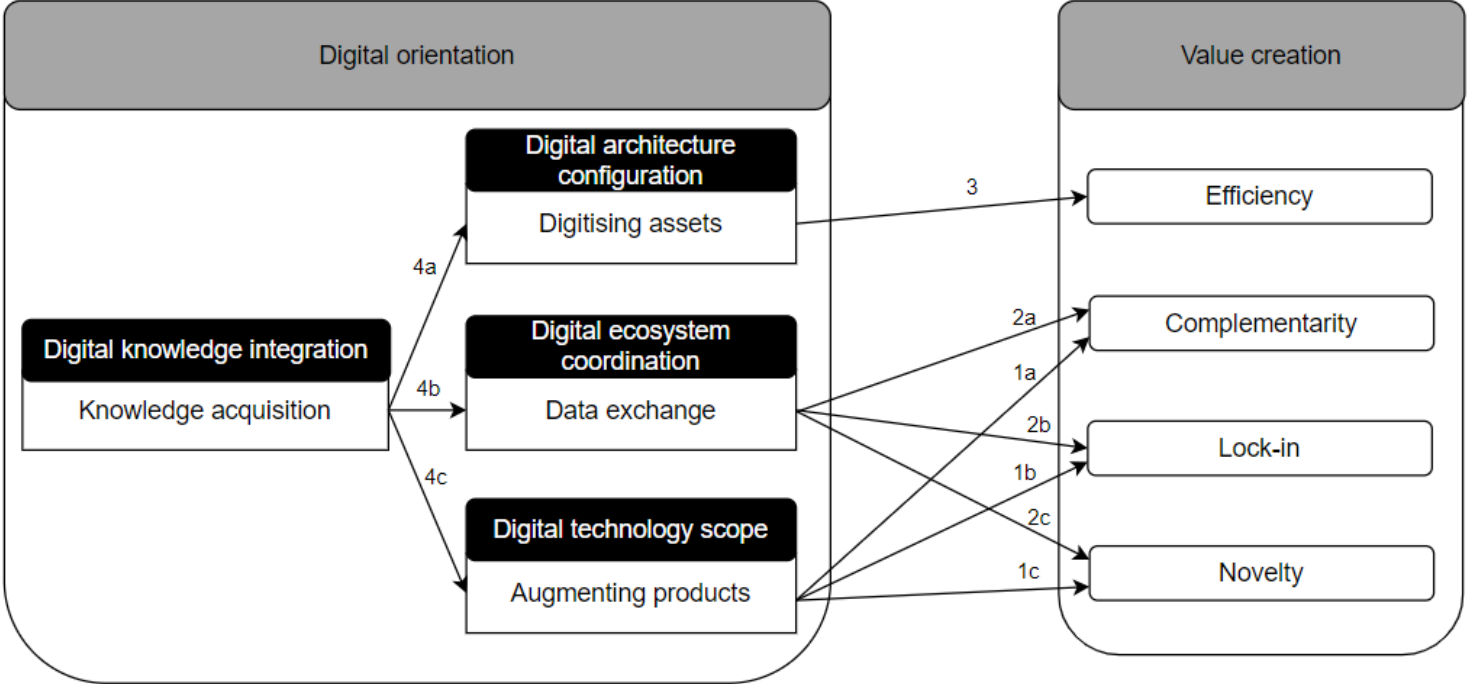 Digital orientation
Value creation
Digital architecture
configuration
Digitising assets
3
Efficiency
4a
Digital knowledge integration
Knowledge acquisition
4b
Digital ecosystem
coordination
Data exchange
2a
Complementarity
1a
2b
Lock-in
1b
4c
Digital technology scope
Augmenting products
2c
Novelty
1c